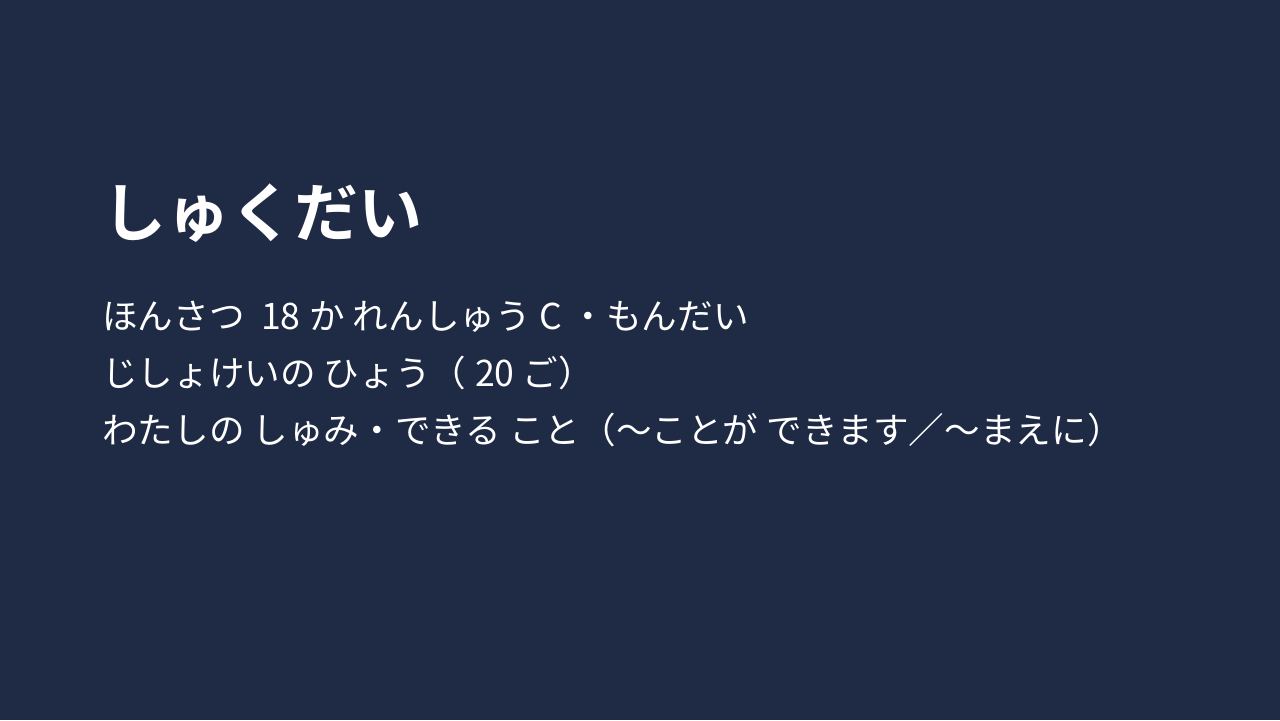 しゅくだい
ほんさつ 18 か れんしゅう C ・もんだい
じしょけいの ひょう（ 20 ご）
わたしの しゅみ・できる こと（～ことが できます／～まえに）